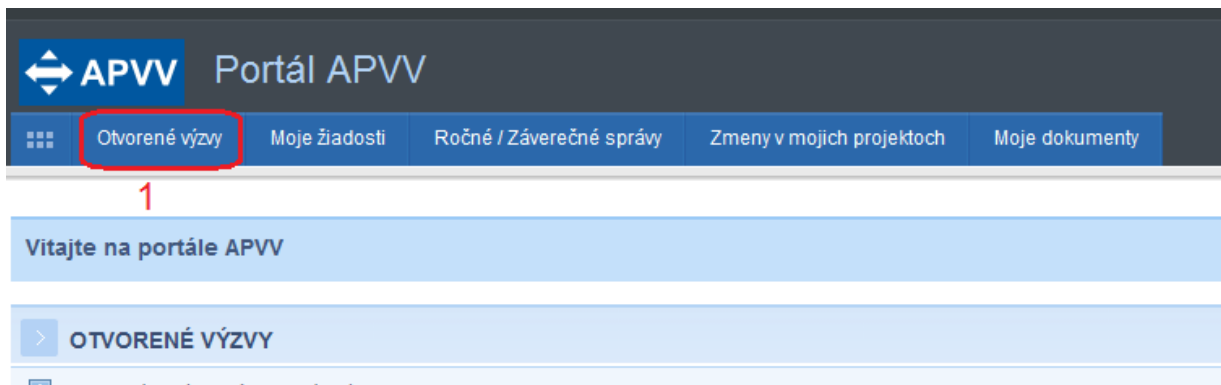 APVV Portál APVV
Otvorené výzvy Moje žiadosti Ročné / Záverečné správy Zmeny v mojich projektoch Moje dokumenty
1
Vitajte na portále APVV
OTVORENÉ VÝZVY